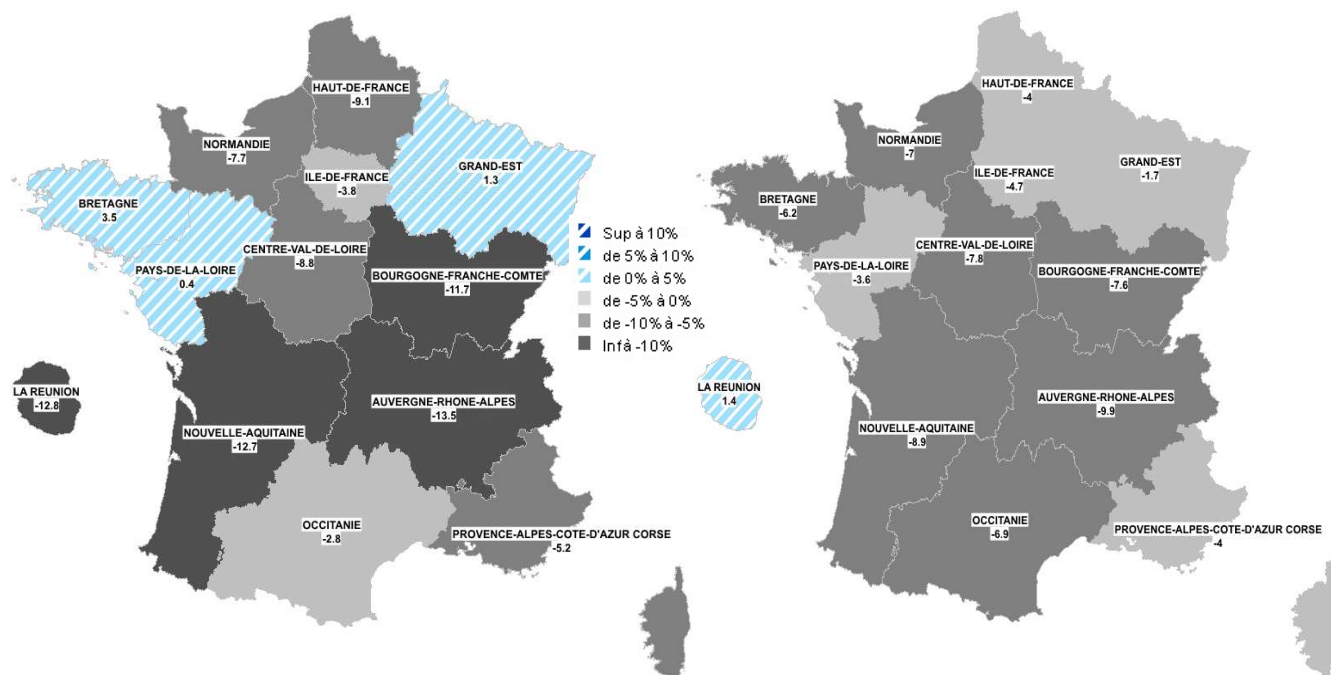 HAUT-DE-FRANCE
-9.1
NORMANDIE
-7.7
ILE-DE-FRANCE
-3.8
GRAND-EST
1.3
BRETAGNE
3.5
CENTRE-VAL-DE-LOIRE
-8.8
PAYS-DE-LA-LOIRE
0.4
BOURGOGNE-FRANCHE-COMTE
-11.7
LA REUNION
-12.8
AUVERGNE-RHONE-ALPES
-13.5
NOUVELLE-AQUITAINE
-12.7
OCCITANIE
-2.8
PROVENCE-ALPES-COTE-D'AZUR CORSE
-5.2
Sup à 10%
de 5% à 10%
de 0% à 5%
de -5% à 0%
de -10% à -5%
Inf à -10%
HAUT-DE-FRANCE
-4
NORMANDIE
-7
GRAND-EST
-1.7
ILE-DE-FRANCE
-4.7
BRETAGNE
-6.2
CENTRE-VAL-DE-LOIRE
-7.8
PAYS-DE-LA-LOIRE
-3.6
BOURGOGNE-FRANCHE-COMTE
-7.6
LA REUNION
1.4
AUVERGNE-RHONE-ALPES
-9.9
NOUVELLE-AQUITAINE
-8.9
OCCITANIE
-6.9
PROVENCE-ALPES-COTE-D'AZUR CORSE
-4